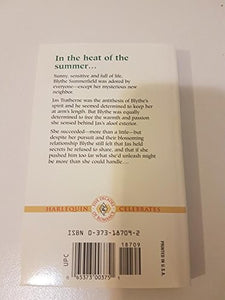 In the heat of the
summer...
Sunny, sensitive and full of life,
Blythe Summerfield was adored by
everyone—except her mysterious new
neighbor.
Jas Tratherne was the antithesis of Blythe's
spirit and he seemed determined to keep her
at arm's length. But Blythe was equally
determined to free the warmth and passion
she sensed behind Jas's aloof exterior.
She succeeded—more than a little—but
despite her pursuit and their blossoming
relationship Blythe still felt that Jas held
secrets he refused to share, and that if she
pushed him too far what she'd unleash might
be more than she could handle....
HARLEQUIN
CELEBRATES
ISBN 0-373-18709-2
18709
UPC
PRINTED IN U.S.A.